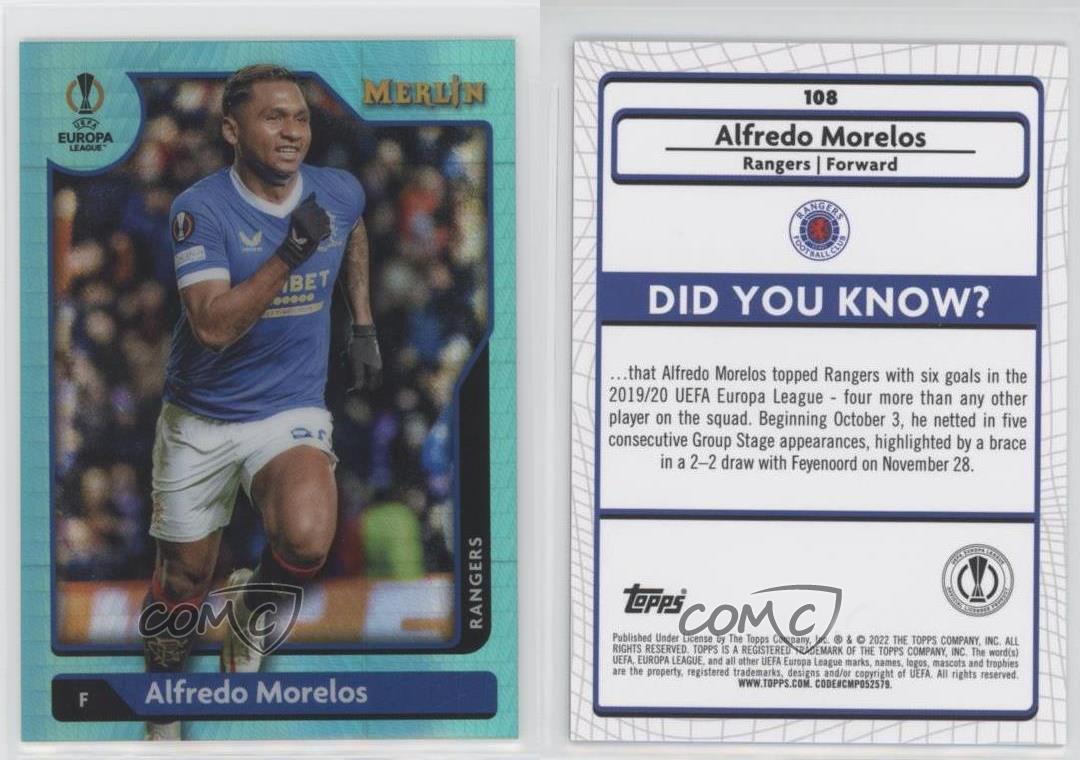 UEFA
EUROPA
LEAGUE™
MERLIN
BET
RANGERS
COMC
F
Alfredo Morelos
108
Alfredo Morelos
Rangers | Forward
RANGERS
FOOTBALL CLUB
DID YOU KNOW?
...that Alfredo Morelos topped Rangers with six goals in the
2019/20 UEFA Europa League - four more than any other
player on the squad. Beginning October 3, he netted in five
consecutive Group Stage appearances, highlighted by a brace
in a 2–2 draw with Feyenoord on November 28.
UEFA EUROPA LEAGUE
OFFICIAL LICENSED PRODUCT
Topps®
COMC
Published Under License by The Topps Company, Inc. ® & © 2022 THE TOPPS COMPANY, INC. ALL
RIGHTS RESERVED. TOPPS IS A REGISTERED TRADEMARK OF THE TOPPS COMPANY, INC. The word(s)
UEFA, EUROPA LEAGUE, and all other UEFA Europa League marks, names, logos, mascots and trophies
are the property, registered trademarks, designs and/or copyright of UEFA. All rights reserved.
WWW.TOPPS.COM. CODE#CMP052579.